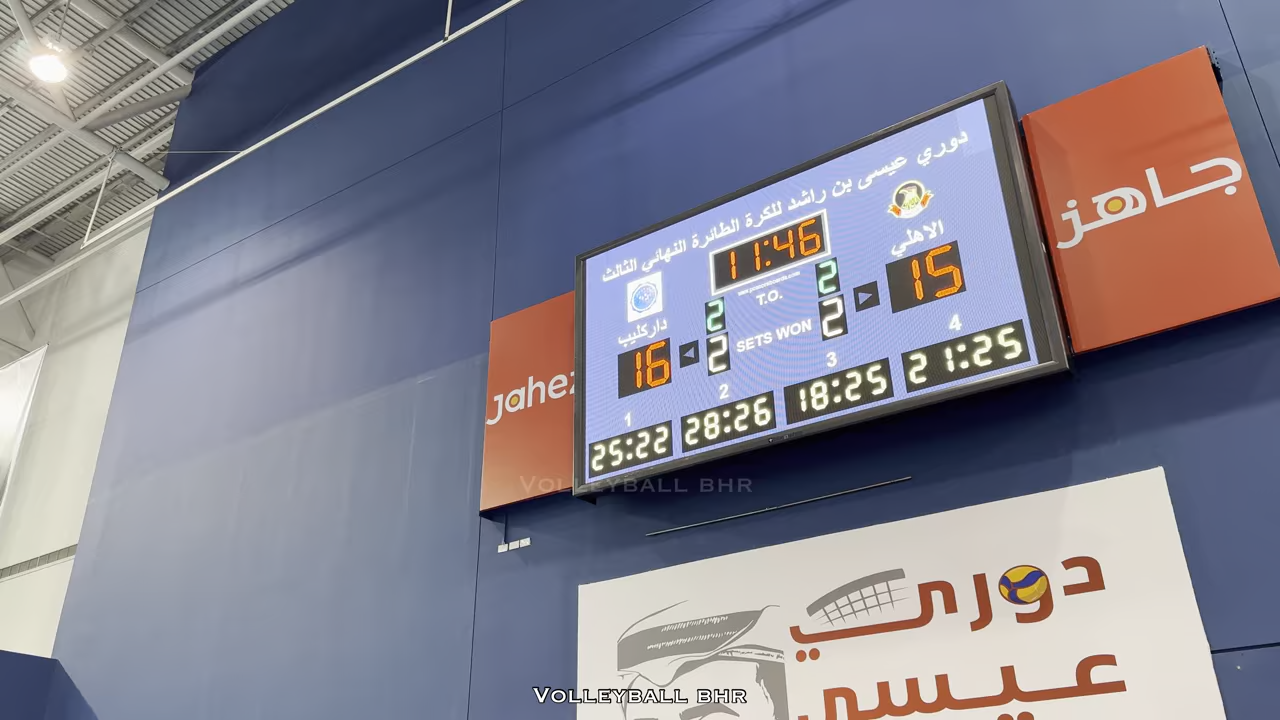 دوري عيسى بن راشد للكرة الطائرة النهائي الثالث
11:46
داركليب
الاهلي
2 T.O. 2
16 2 SETS WON 2 15
1 2 3 4
25:22 28:26 18:25 21:25
Jahez
جاهز
VOLLEYBALL BHR
دوري
عيسى
VOLLEYBALL BHR